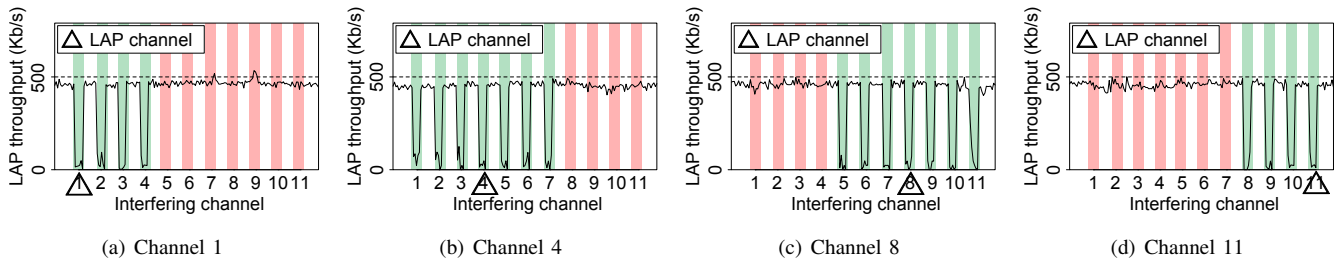 LAP throughput (Kb/s)
0
500
LAP channel
1 2 3 4 5 6 7 8 9 10 11
Interfering channel
(a) Channel 1
LAP throughput (Kb/s)
0
500
LAP channel
1 2 3 4 5 6 7 8 9 10 11
Interfering channel
(b) Channel 4
LAP throughput (Kb/s)
0
500
LAP channel
1 2 3 4 5 6 7 8 9 10 11
Interfering channel
(c) Channel 8
LAP throughput (Kb/s)
0
500
LAP channel
1 2 3 4 5 6 7 8 9 10 11
Interfering channel
(d) Channel 11